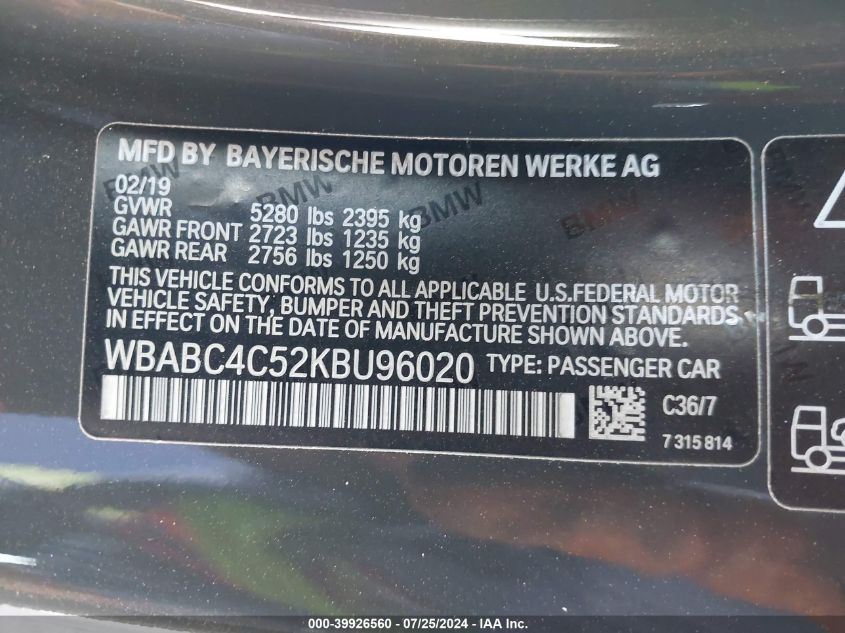 MFD BY BAYERISCHE MOTOREN WERKE AG
02/19
GVWR 5280 lbs 2395 kg
GAWR FRONT 2723 lbs 1235 kg
GAWR REAR 2756 lbs 1250 kg
THIS VEHICLE CONFORMS TO ALL APPLICABLE U.S.FEDERAL MOTOR
VEHICLE SAFETY, BUMPER AND THEFT PREVENTION STANDARDS
IN EFFECT ON THE DATE OF MANUFACTURE SHOWN ABOVE.
WBABC4C52KBU96020 TYPE: PASSENGER CAR
C36/7
7 315 814
BMW
BMW
BMW
000-39926560 - 07/25/2024 - IAA Inc.